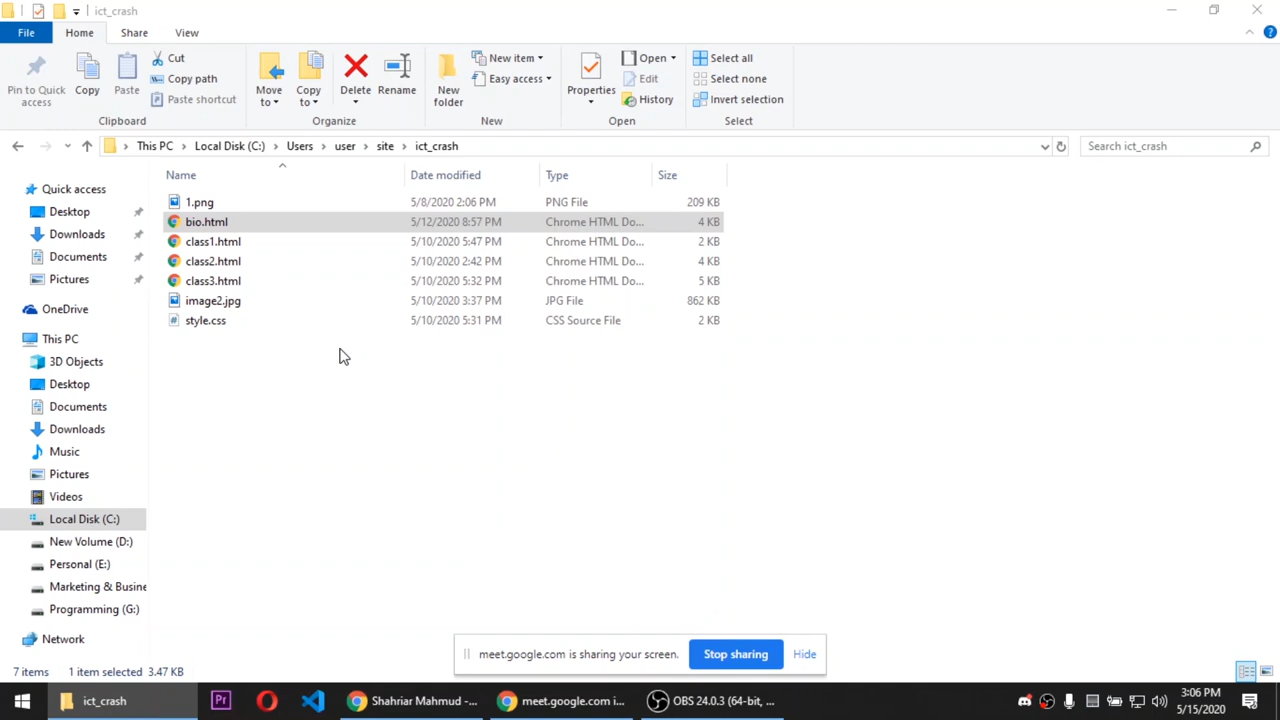 ict_crash
File Home Share View
Pin to Quick access
Copy
Paste
Cut
Copy path
Paste shortcut
Clipboard
Move to
Copy to
Delete
Rename
Organize
New folder
New item
Easy access
New
Properties
Open
Edit
History
Open
Select all
Select none
Invert selection
Select
This PC > Local Disk (C:) > Users > user > site > ict_crash
Search ict_crash
Name Date modified Type Size
1.png 5/8/2020 2:06 PM PNG File 209 KB
bio.html 5/12/2020 8:57 PM Chrome HTML Do... 4 KB
class1.html 5/10/2020 5:47 PM Chrome HTML Do... 2 KB
class2.html 5/10/2020 2:42 PM Chrome HTML Do... 4 KB
class3.html 5/10/2020 5:32 PM Chrome HTML Do... 5 KB
image2.jpg 5/10/2020 3:37 PM JPG File 862 KB
style.css 5/10/2020 5:31 PM CSS Source File 2 KB
Quick access
Desktop
Downloads
Documents
Pictures
OneDrive
This PC
3D Objects
Desktop
Documents
Downloads
Music
Pictures
Videos
Local Disk (C:)
New Volume (D:)
Personal (E:)
Marketing & Busine
Programming (G:)
Network
meet.google.com is sharing your screen. Stop sharing Hide
7 items 1 item selected 3.47 KB
ict_crash
Pr
Shahriar Mahmud -...
meet.google.com i...
OBS 24.0.3 (64-bit, ...
3:06 PM
5/15/2020